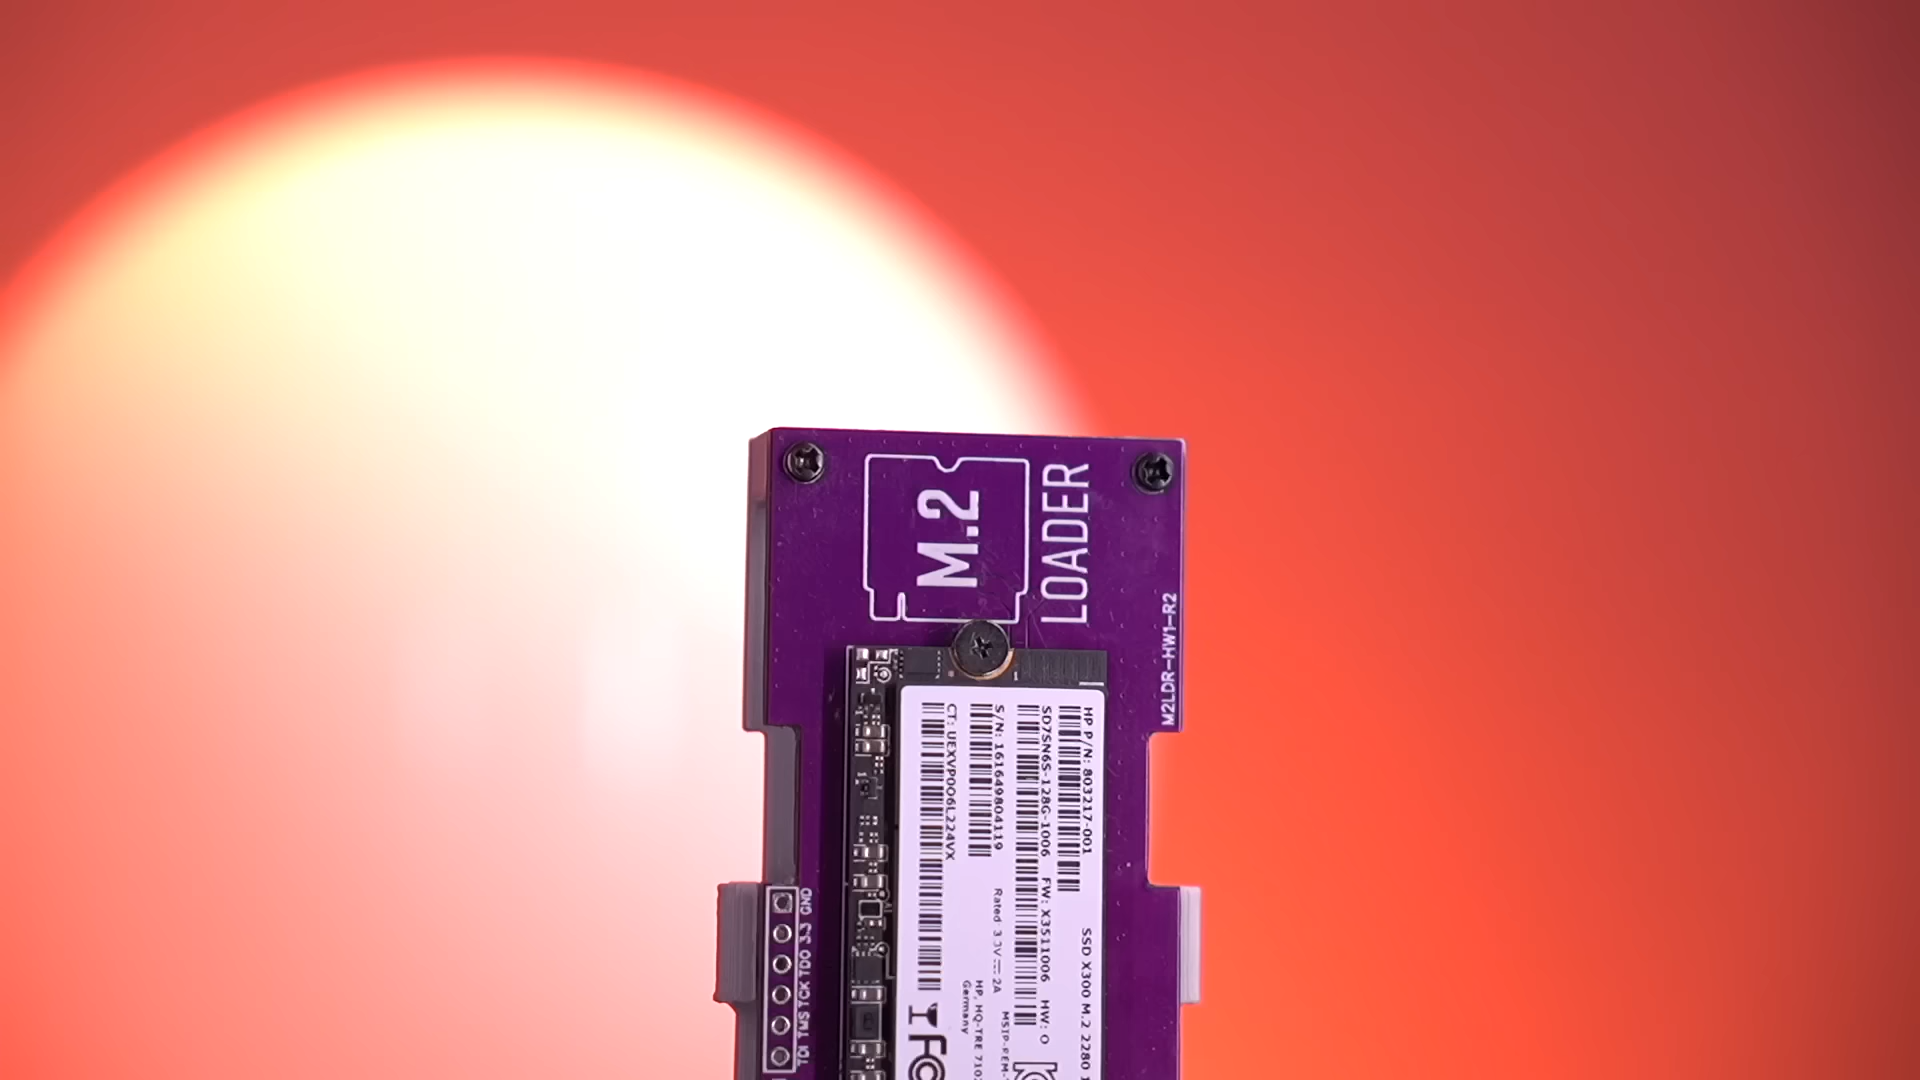 M.2
LOADER
M2LDR-HW1-R2
HP P/N: 803217-001
SSD X300 M.2 2280
SD7SN6S-128G-1006 FW: X3511006 HW: O
S/N: 161649804119
Rated: 3.3V 2A
HP, HQ-TRE
Germany
CT: UEXVP006L224VX
GND
3.3
TDO
TCK
TMS
TDI